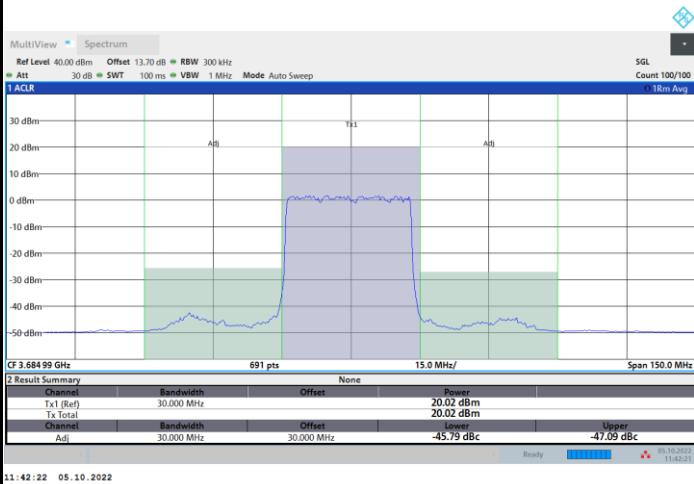 MultiView Spectrum
Ref Level 40.00 dBm Offset 13.70 dB RBW 300 kHz SGL
Att 30 dB SWT 100 ms VBW 1 MHz Mode Auto Sweep Count 100/100
1 ACLR 1Rm Avg
30 dBm
Tx1
20 dBm
Adj Adj
10 dBm
0 dBm
-10 dBm
-20 dBm
-30 dBm
-40 dBm
-50 dBm
CF 3.684 99 GHz 691 pts 15.0 MHz/ Span 150.0 MHz
2 Result Summary None
Channel Bandwidth Offset Power
Tx1 (Ref) 30.000 MHz 20.02 dBm
Tx Total 20.02 dBm
Channel Bandwidth Offset Lower Upper
Adj 30.000 MHz 30.000 MHz -45.79 dBc -47.09 dBc
Ready 05.10.2022
11:42:21
11:42:22 05.10.2022